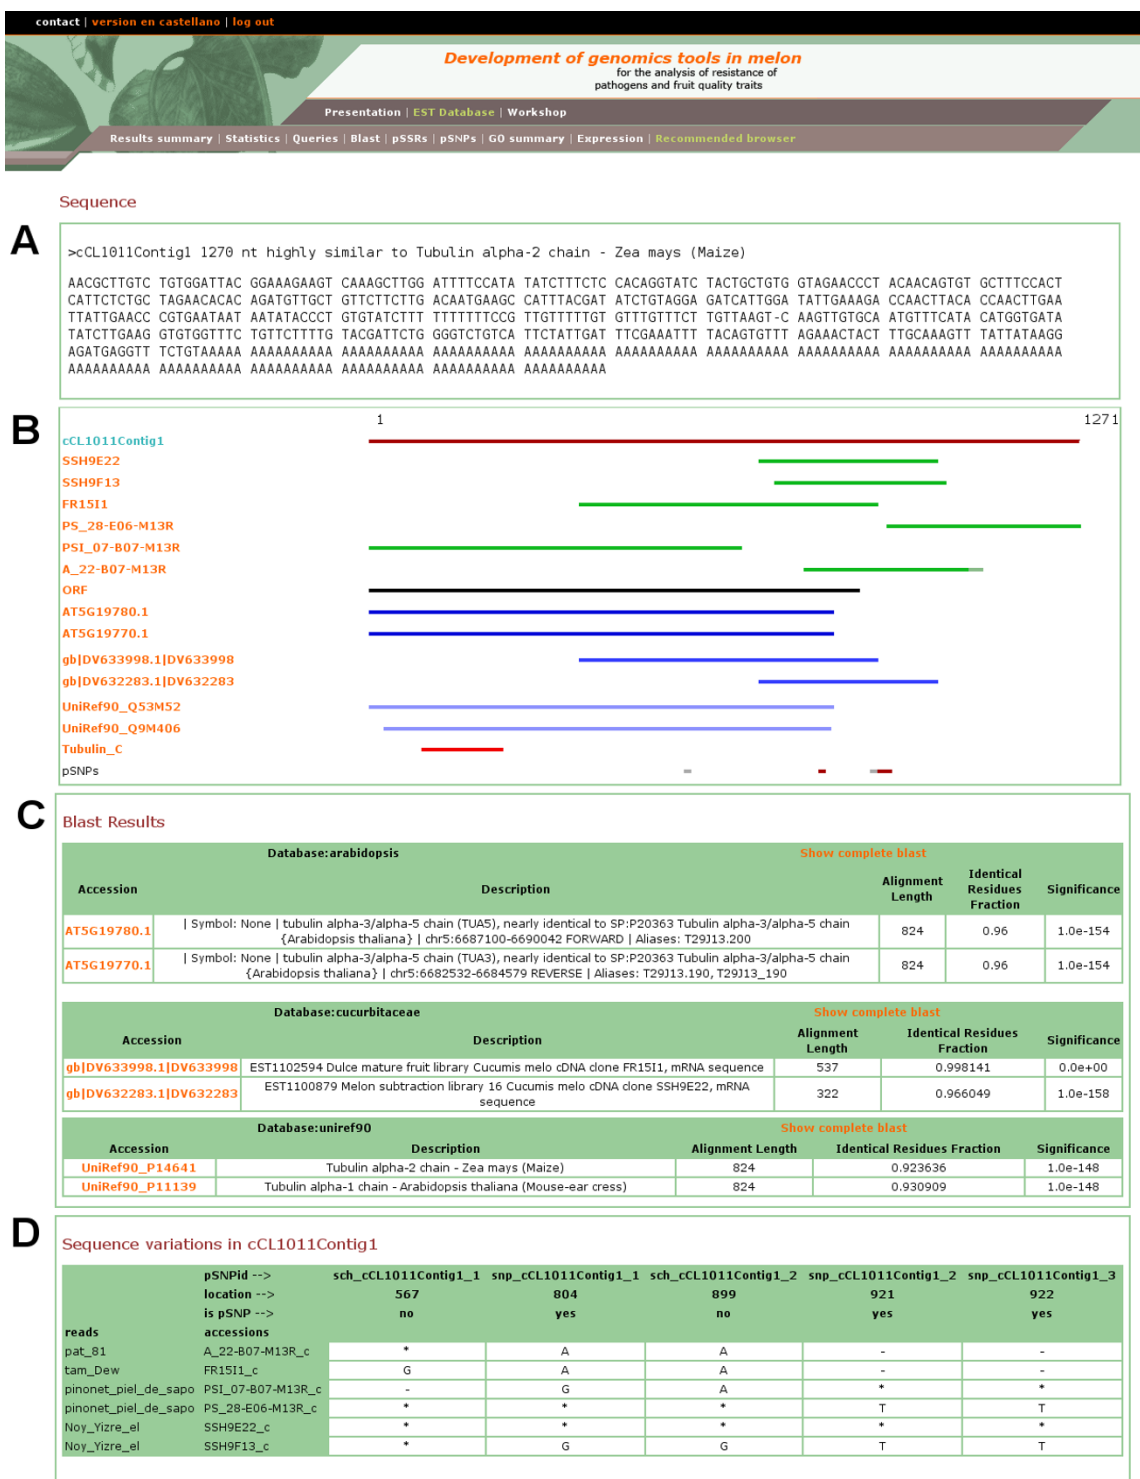 contact | version en castellano | log out
Development of genomics tools in melon
for the analysis of resistance of
pathogens and fruit quality traits
Presentation | EST Database | Workshop
Results summary | Statistics | Queries | Blast | pSSRs | pSNPs | GO summary | Expression | Recommended browser
Sequence
A
>cCL1011Contig1 1270 nt highly similar to Tubulin alpha-2 chain - Zea mays (Maize)
AACGCTTGTC TGTGGATTAC GGAAAGAAGT CAAAGCTTGG ATTTTCCATA TATCTTTCTC CACAGGTATC TACTGCTGTG GGTAGAACCCT ACAACAGTGT GCTTTCCACT
CATTCTCTGC TAGAACACAC AGATGTTGCT GTTCTTCTTG ACAATGAAGC CATTTACGAT ATCTGTAGGA GATCATTGGA TATTGAAAGA CCAACTTACA CCAACTTGAA
TTATTGAACC CCGTGAATAAT AATATACCCT GTGTATCTTT TTTTTTTCCG TTGTTTTTGT GTTTGTTTCT TGTTAAGT-C AAGTTGTGCA ATGTTTCATA CATGGTGATA
TATCTTGAAG GTGTGGTTTC TGTTCTTTTG TACGATTCTG GGGTCTGTCA TTCTATTGAT TTCGAAATTT TACAGTGTTT AGAAACTACT TTGCAAAGTT TATTATAAGG
AGATGAGGTT TCTGTAAAAA AAAAAAAAAA AAAAAAAAAA AAAAAAAAAA AAAAAAAAAA AAAAAAAAAA AAAAAAAAAA AAAAAAAAAA AAAAAAAAAA AAAAAAAAAA
AAAAAAAAAA AAAAAAAAAA AAAAAAAAAA AAAAAAAAAA AAAAAAAAAA AAAAAAAAAA
B
1 1271
cCL1011Contig1
SSH9E22
SSH9F13
FR15I1
PS_28-E06-M13R
PSI_07-B07-M13R
A_22-B07-M13R
ORF
AT5G19780.1
AT5G19770.1
gb|DV633998.1|DV633998
gb|DV632283.1|DV632283
UniRef90_Q53M52
UniRef90_Q9M406
Tubulin_C
pSNPs
C
Blast Results
Database:arabidopsis Show complete blast
Accession Description Alignment Length Identical Residues Fraction Significance
AT5G19780.1 | Symbol: None | tubulin alpha-3/alpha-5 chain (TUA5), nearly identical to SP:P20363 Tubulin alpha-3/alpha-5 chain {Arabidopsis thaliana} | chr5:6687100-6690042 FORWARD | Aliases: T29J13.200 824 0.96 1.0e-154
AT5G19770.1 | Symbol: None | tubulin alpha-3/alpha-5 chain (TUA3), nearly identical to SP:P20363 Tubulin alpha-3/alpha-5 chain {Arabidopsis thaliana} | chr5:6682532-6684579 REVERSE | Aliases: T29J13.190, T29J13_190 824 0.96 1.0e-154
Database:cucurbitaceae Show complete blast
Accession Description Alignment Length Identical Residues Fraction Significance
gb|DV633998.1|DV633998 EST1102594 Dulce mature fruit library Cucumis melo cDNA clone FR15I1, mRNA sequence 537 0.998141 0.0e+00
gb|DV632283.1|DV632283 EST1100879 Melon subtraction library 16 Cucumis melo cDNA clone SSH9E22, mRNA sequence 322 0.966049 1.0e-158
Database:uniref90 Show complete blast
Accession Description Alignment Length Identical Residues Fraction Significance
UniRef90_P14641 Tubulin alpha-2 chain - Zea mays (Maize) 824 0.923636 1.0e-148
UniRef90_P11139 Tubulin alpha-1 chain - Arabidopsis thaliana (Mouse-ear cress) 824 0.930909 1.0e-148
D
Sequence variations in cCL1011Contig1
pSNPid --> sch_cCL1011Contig1_1 snp_cCL1011Contig1_1 sch_cCL1011Contig1_2 snp_cCL1011Contig1_2 snp_cCL1011Contig1_3
location --> 567 804 899 921 922
is pSNP --> no yes no yes yes
reads accessions
pat_81 A_22-B07-M13R_c * A A - -
tam_Dew FR15I1_c G A A - -
pinonet_piel_de_sapo PSI_07-B07-M13R_c - G A * *
pinonet_piel_de_sapo PS_28-E06-M13R_c * * * T T
Noy_Yizre_el SSH9E22_c * * * * *
Noy_Yizre_el SSH9F13_c * G G T T